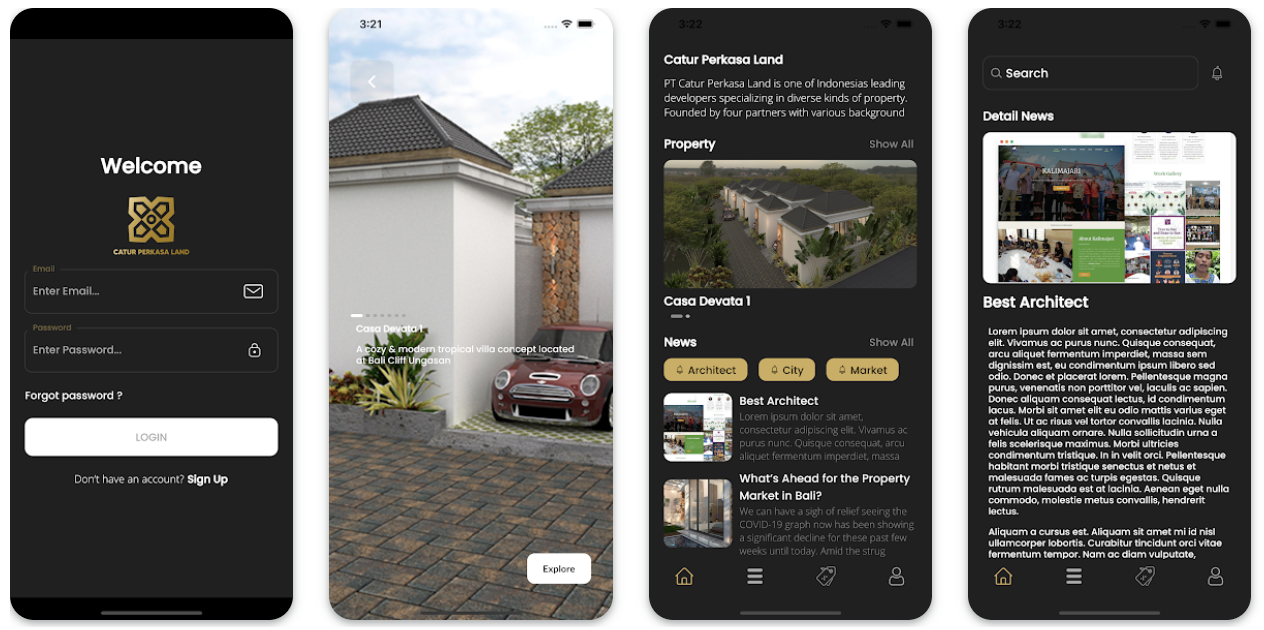 Welcome
CATUR PERKASA LAND
Email
Enter Email...
Password
Enter Password...
Forgot password ?
LOGIN
Don't have an account? Sign Up
3:21
Casa Devata 1
A cozy & modern tropical villa concept located
at Bali Cliff Ungasan
Explore
3:22
Catur Perkasa Land
PT Catur Perkasa Land is one of Indonesias leading
developers specializing in diverse kinds of property.
Founded by four partners with various background
Property
Show All
Casa Devata 1
News
Show All
Architect
City
Market
Best Architect
Lorem ipsum dolor sit amet,
consectetur adipiscing elit. Vivamus ac
purus nunc. Quisque consequat, arcu
aliquet fermentum imperdiet, massa
What's Ahead for the Property
Market in Bali?
We can have a sigh of relief seeing the
COVID-19 graph now has been showing
a significant decline for these past few
weeks until today. Amid the strug
3:22
Search
Detail News
KALIMAJARI
Work Gallery
About Kalimajari
Best Architect
Lorem ipsum dolor sit amet, consectetur adipiscing
elit. Vivamus ac purus nunc. Quisque consequat,
arcu aliquet fermentum imperdiet, massa sem
dignissim est, eu condimentum ipsum libero sed
odio. Donec et placerat lorem. Pellentesque magna
purus, venenatis non porttitor vel, iaculis ac sapien.
Donec aliquam consequat lectus, id condimentum
lacus. Morbi sit amet elit eu odio mattis varius eget
at felis. Ut ac risus vel tortor convallis lacinia. Nulla
vehicula aliquam ornare. Nulla sollicitudin urna a
felis scelerisque maximus. Morbi ultricies
condimentum tristique. In in velit orci. Pellentesque
habitant morbi tristique senectus et netus et
malesuada fames ac turpis egestas. Quisque
rutrum malesuada est at lacinia. Aenean eget nulla
commodo, molestie metus convallis, hendrerit
lectus.
Aliquam a cursus est. Aliquam sit amet mi id nisl
ullamcorper lobortis. Curabitur tincidunt orci vitae
fermentum tempor. Nam ac diam vulputate,